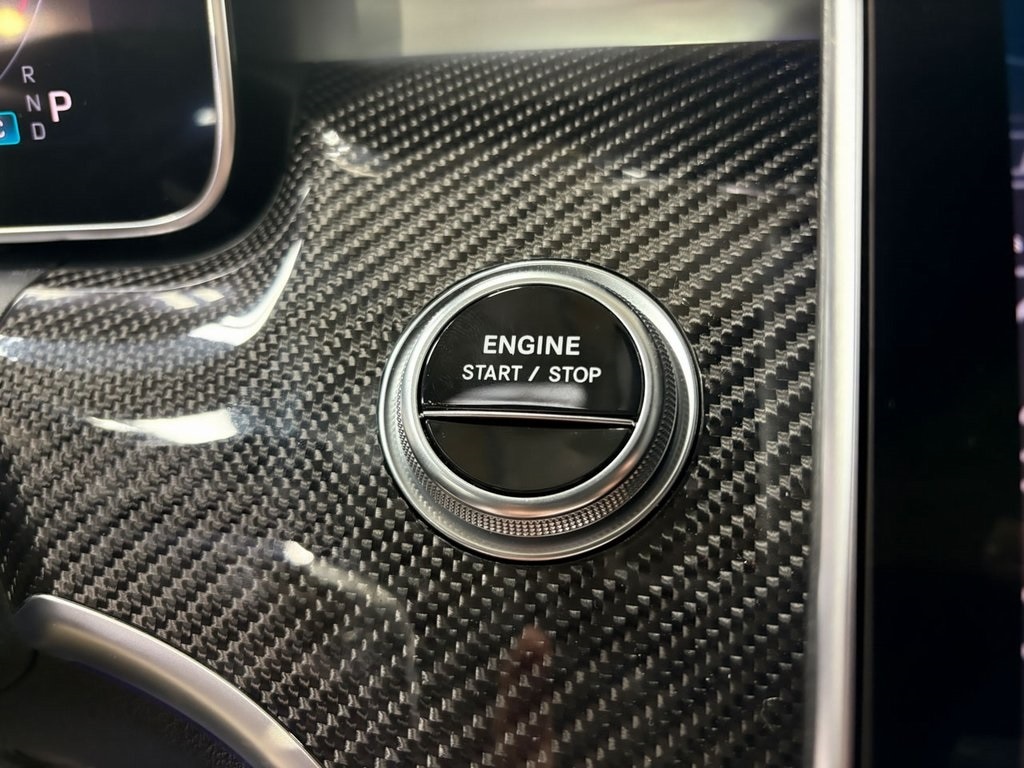 R
N P
C D
ENGINE
START / STOP